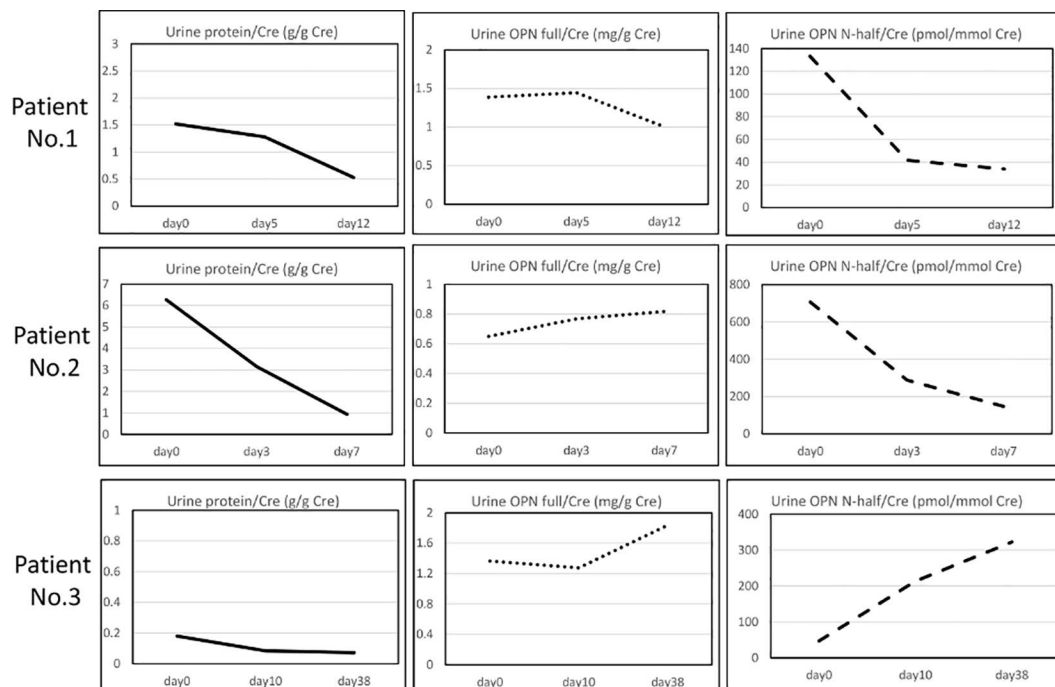 Patient
No.1
Urine protein/Cre (g/g Cre)
3
2.5
2
1.5
1
0.5
0
day0 day5 day12
Urine OPN full/Cre (mg/g Cre)
2
1.5
1
0.5
0
day0 day5 day12
Urine OPN N-half/Cre (pmol/mmol Cre)
140
120
100
80
60
40
20
0
day0 day5 day12
Patient
No.2
Urine protein/Cre (g/g Cre)
7
6
5
4
3
2
1
0
day0 day3 day7
Urine OPN full/Cre (mg/g Cre)
1
0.8
0.6
0.4
0.2
0
day0 day3 day7
Urine OPN N-half/Cre (pmol/mmol Cre)
800
600
400
200
0
day0 day3 day7
Patient
No.3
Urine protein/Cre (g/g Cre)
1
0.8
0.6
0.4
0.2
0
day0 day10 day38
Urine OPN full/Cre (mg/g Cre)
2
1.6
1.2
0.8
0.4
0
day0 day10 day38
Urine OPN N-half/Cre (pmol/mmol Cre)
400
300
200
100
0
day0 day10 day38